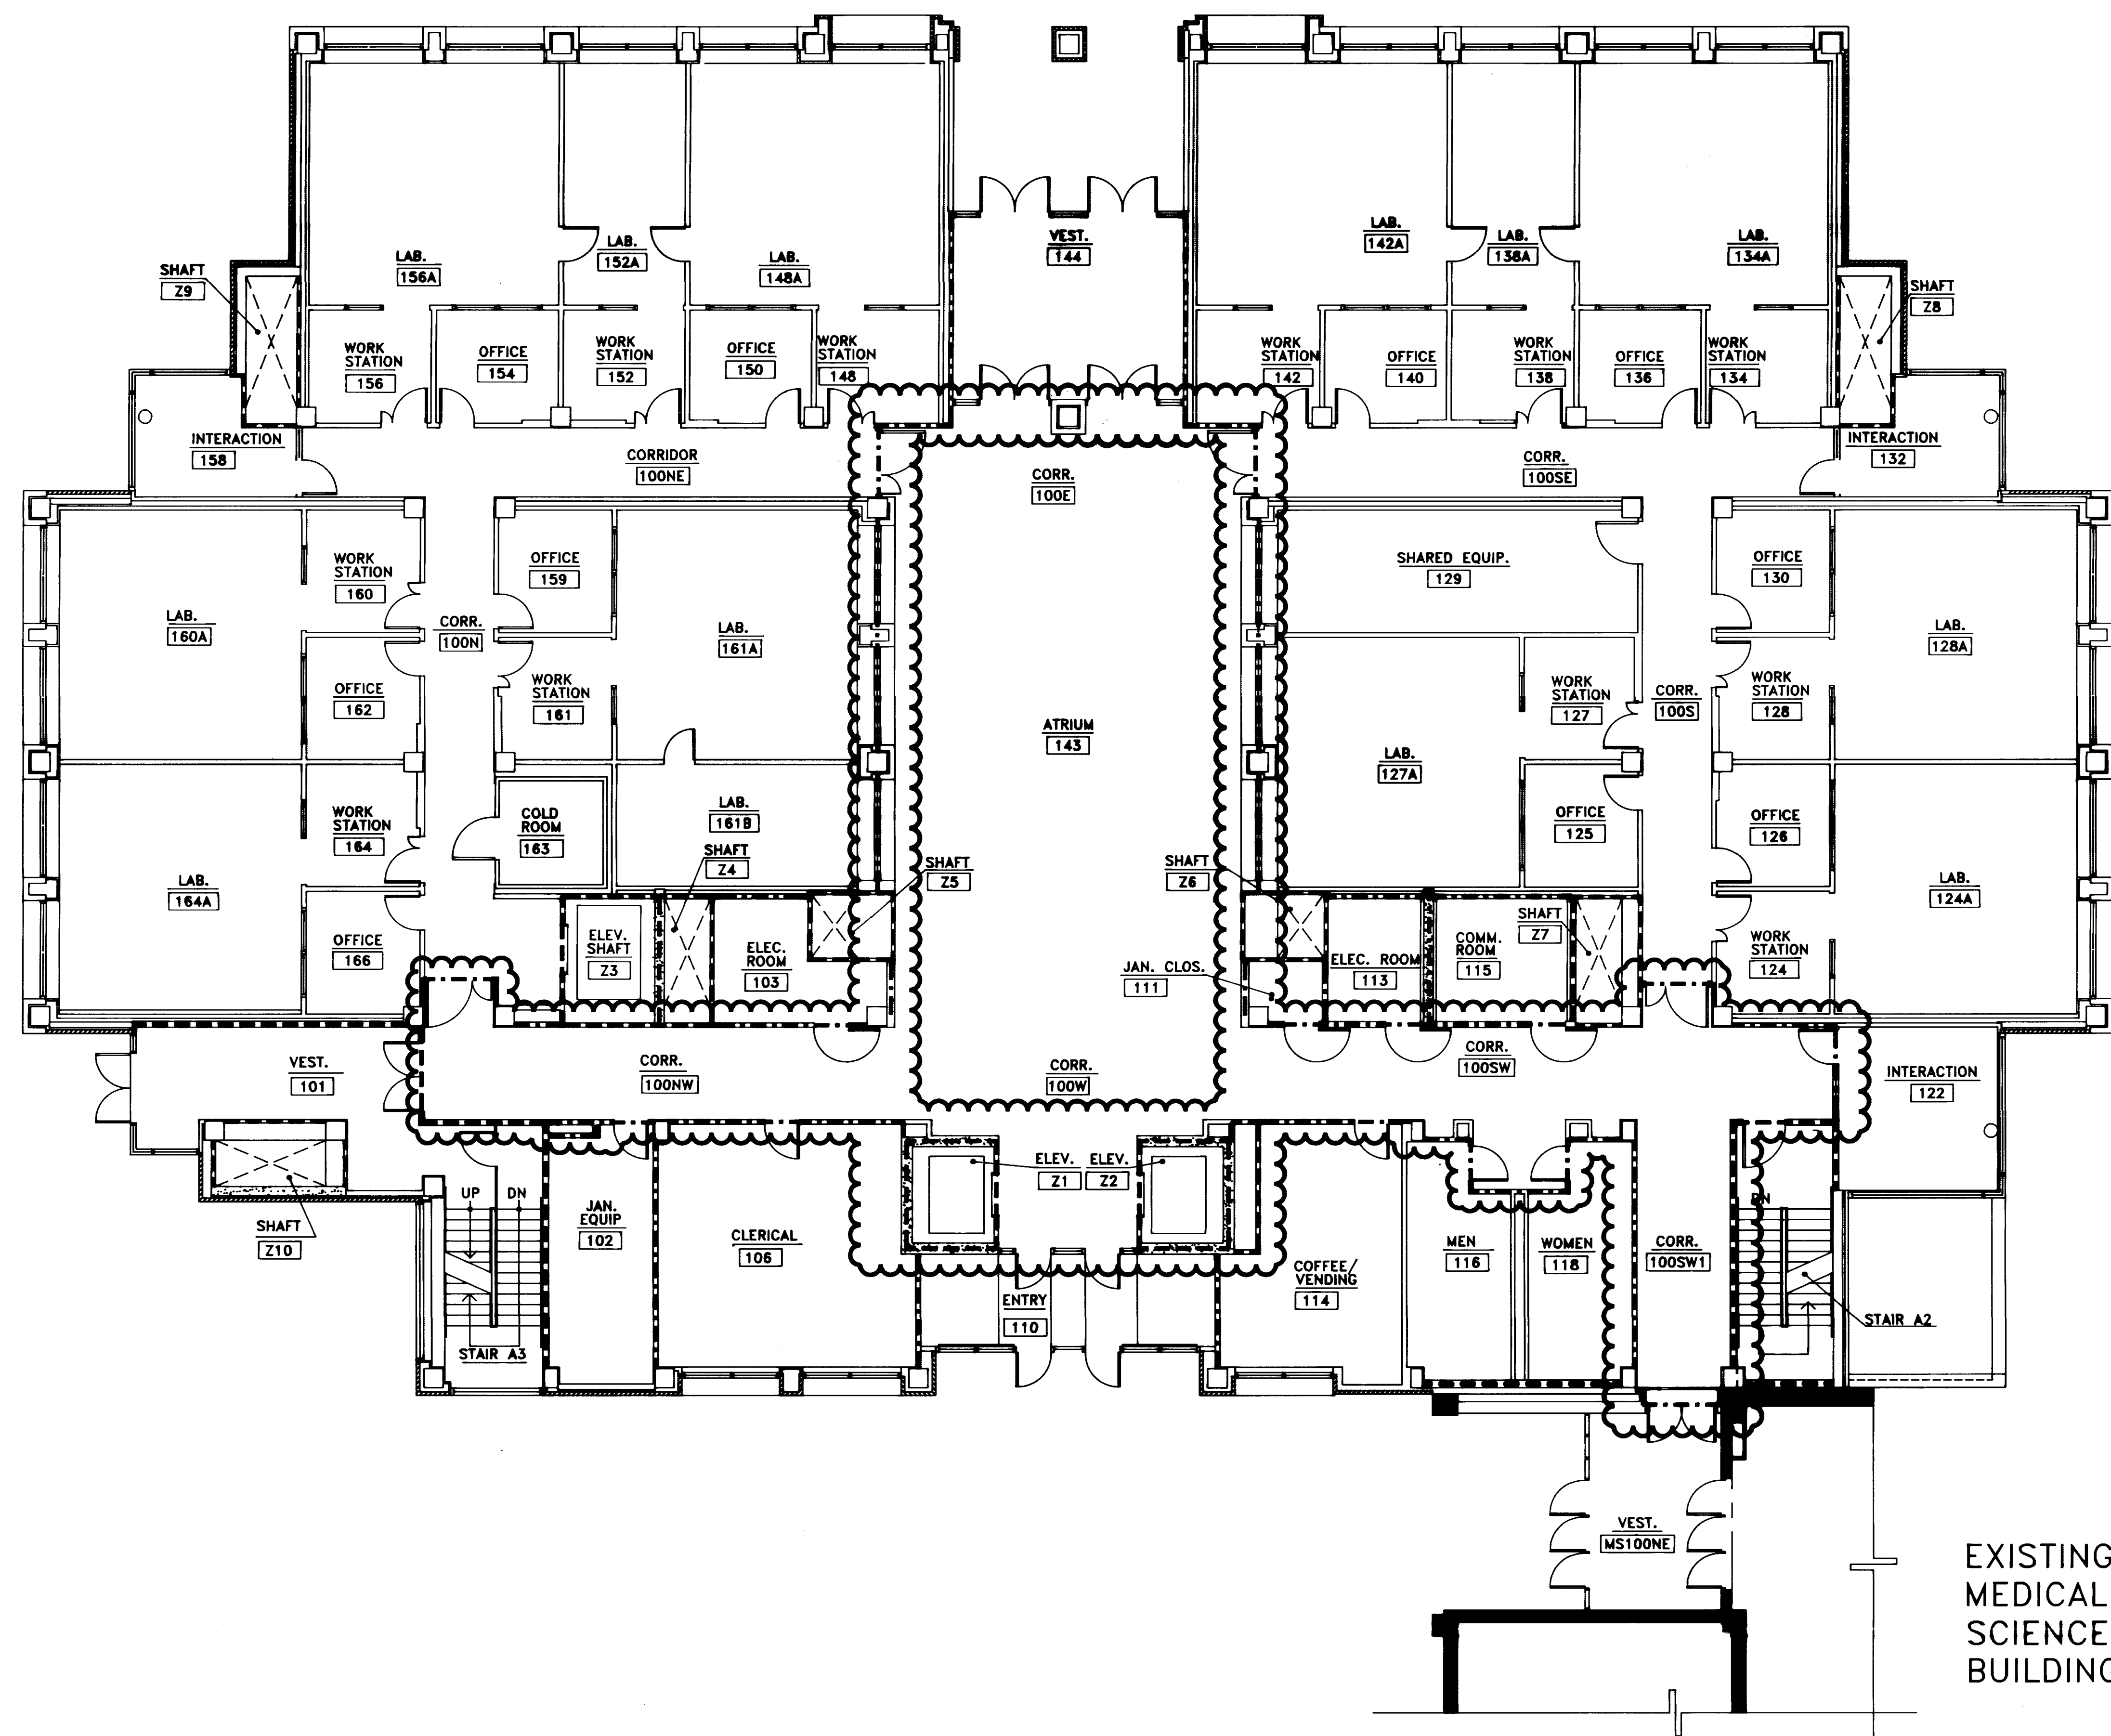 VEST.
144
LAB.
156A
LAB.
152A
LAB.
148A
LAB.
142A
LAB.
138A
LAB.
134A
SHAFT
Z9
SHAFT
Z8
WORK
STATION
156
OFFICE
154
WORK
STATION
152
OFFICE
150
WORK
STATION
148
WORK
STATION
142
OFFICE
140
WORK
STATION
138
OFFICE
136
WORK
STATION
134
INTERACTION
158
CORRIDOR
100NE
CORR.
100E
CORR.
100SE
INTERACTION
132
WORK
STATION
160
OFFICE
159
SHARED EQUIP.
129
OFFICE
130
LAB.
160A
CORR.
100N
LAB.
161A
LAB.
128A
OFFICE
162
WORK
STATION
161
ATRIUM
143
WORK
STATION
127
CORR.
100S
WORK
STATION
128
LAB.
127A
WORK
STATION
164
COLD
ROOM
163
LAB.
161B
OFFICE
125
OFFICE
126
SHAFT
Z4
SHAFT
Z5
SHAFT
Z6
LAB.
164A
LAB.
124A
OFFICE
166
ELEV.
SHAFT
Z3
ELEC.
ROOM
103
JAN. CLOS.
111
ELEC. ROOM
113
COMM.
ROOM
115
SHAFT
Z7
WORK
STATION
124
VEST.
101
CORR.
100NW
CORR.
100W
CORR.
100SW
INTERACTION
122
ELEV.
Z1
ELEV.
Z2
UP
DN
DN
SHAFT
Z10
JAN.
EQUIP
102
CLERICAL
106
COFFEE/
VENDING
114
MEN
116
WOMEN
118
CORR.
100SW1
ENTRY
110
STAIR A3
STAIR A2
VEST.
MS100NE
EXISTING
MEDICAL
SCIENCE
BUILDING